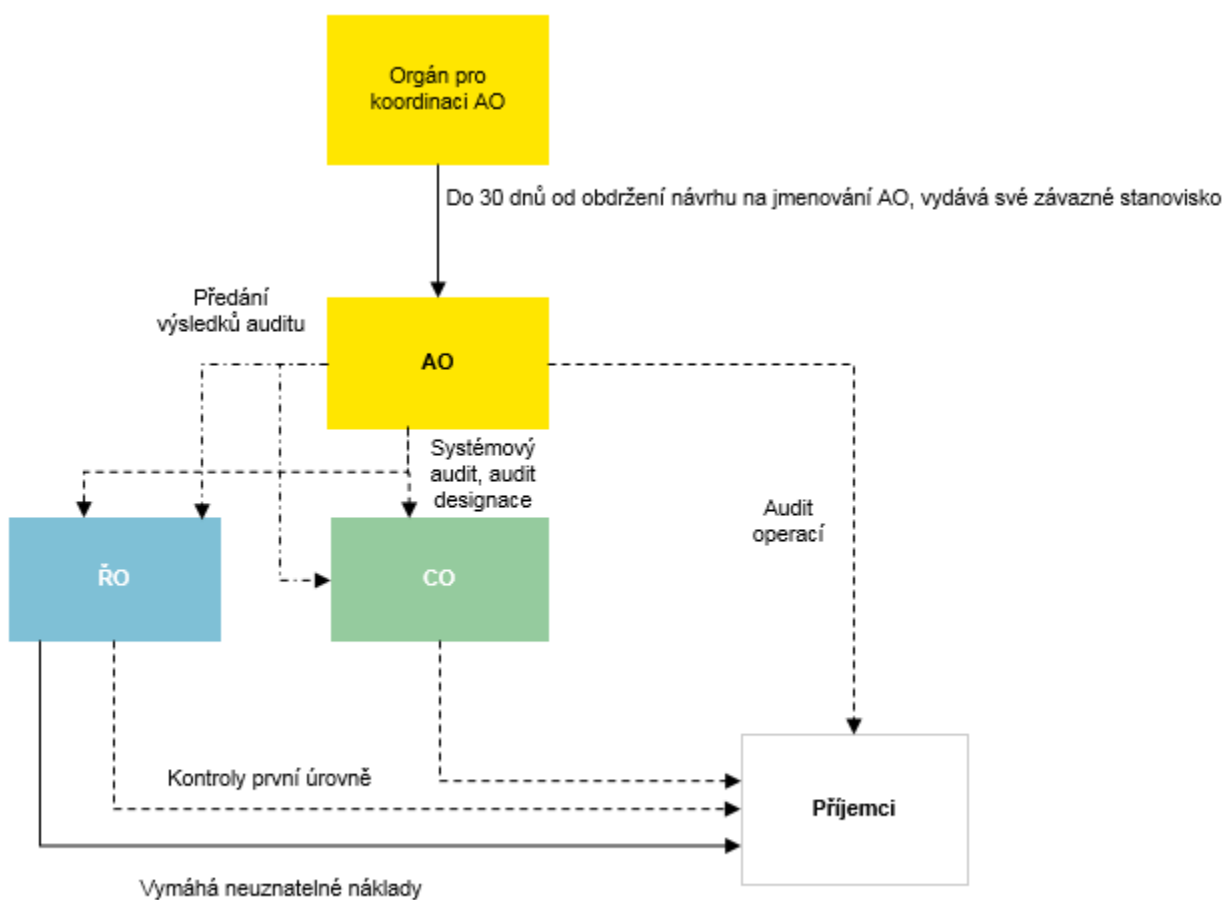 Orgán pro
koordinaci AO
Do 30 dnů od obdržení návrhu na jmenování AO, vydává své závazné stanovisko
Předání
výsledků auditu
AO
Systémový
audit, audit
designace
Audit
operací
ŘO
CO
Kontroly první úrovně
Příjemci
Vymáhá neuznatelné náklady